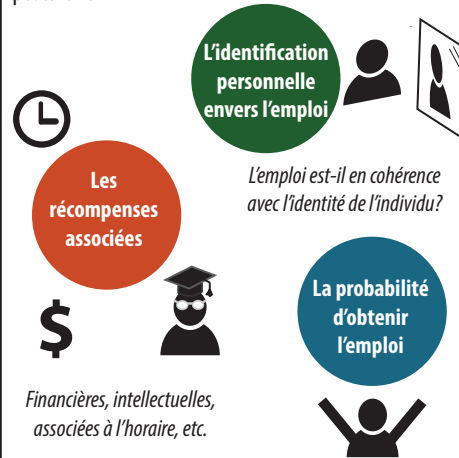 L'identification
personnelle
envers l'emploi
L'emploi est-il en cohérence
avec l'identité de l'individu?
Les
récompenses
associées
$
Financières, intellectuelles,
associées à l'horaire, etc.
La probabilité
d'obtenir
l'emploi